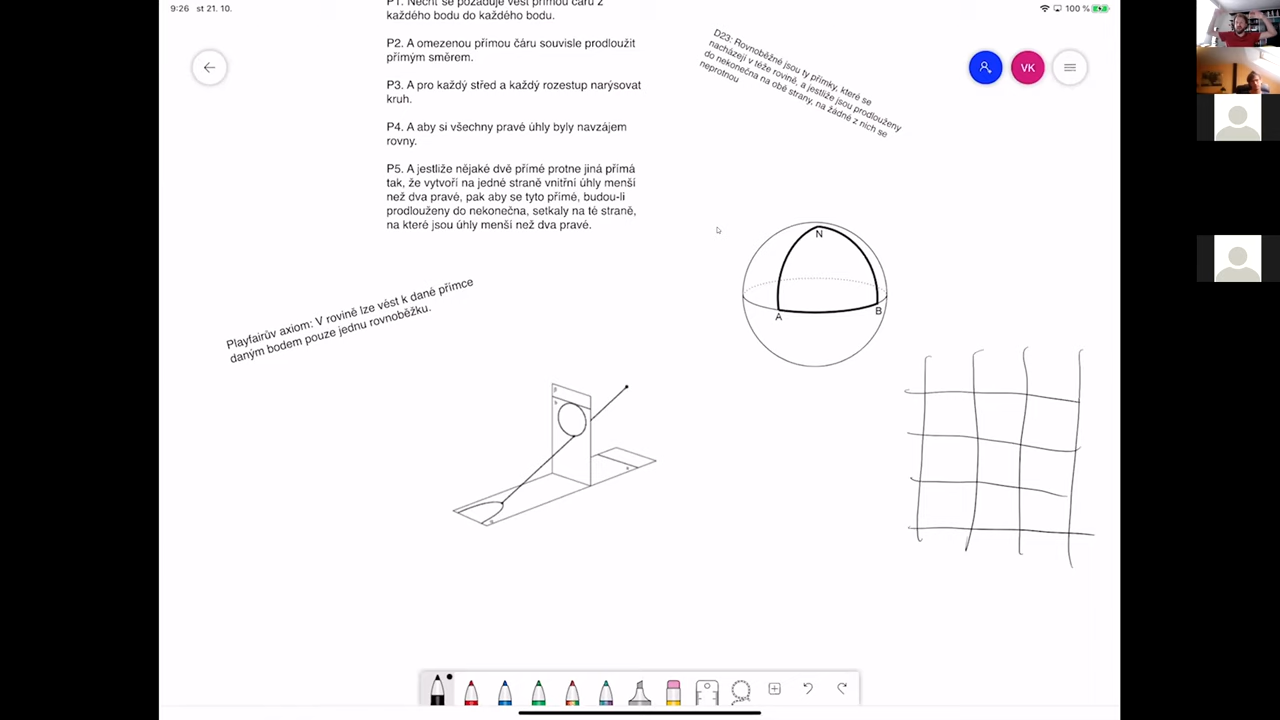 9:26 st 21. 10.
100 %
P1. Nechť se požaduje vést přímou čáru z
každého bodu do každého bodu.
P2. A omezenou přímou čáru souvisle prodloužit
přímým směrem.
P3. A pro každý střed a každý rozestup narýsovat
kruh.
P4. A aby si všechny pravé úhly byly navzájem
rovny.
P5. A jestliže nějaké dvě přímé protne jiná přímá
tak, že vytvoří na jedné straně vnitřní úhly menší
než dva pravé, pak aby se tyto přímé, budou-li
prodlouženy do nekonečna, setkaly na té straně,
na které jsou úhly menší než dva pravé.
D23: Rovnoběžné jsou ty přímky, které se
nacházejí v téže rovině, a jestliže jsou prodlouženy
do nekonečna na obě strany, na žádné z nich se
neprotnou
VK
N
A
B
Playfairův axiom: V rovině lze vést k dané přímce
daným bodem pouze jednu rovnoběžku.